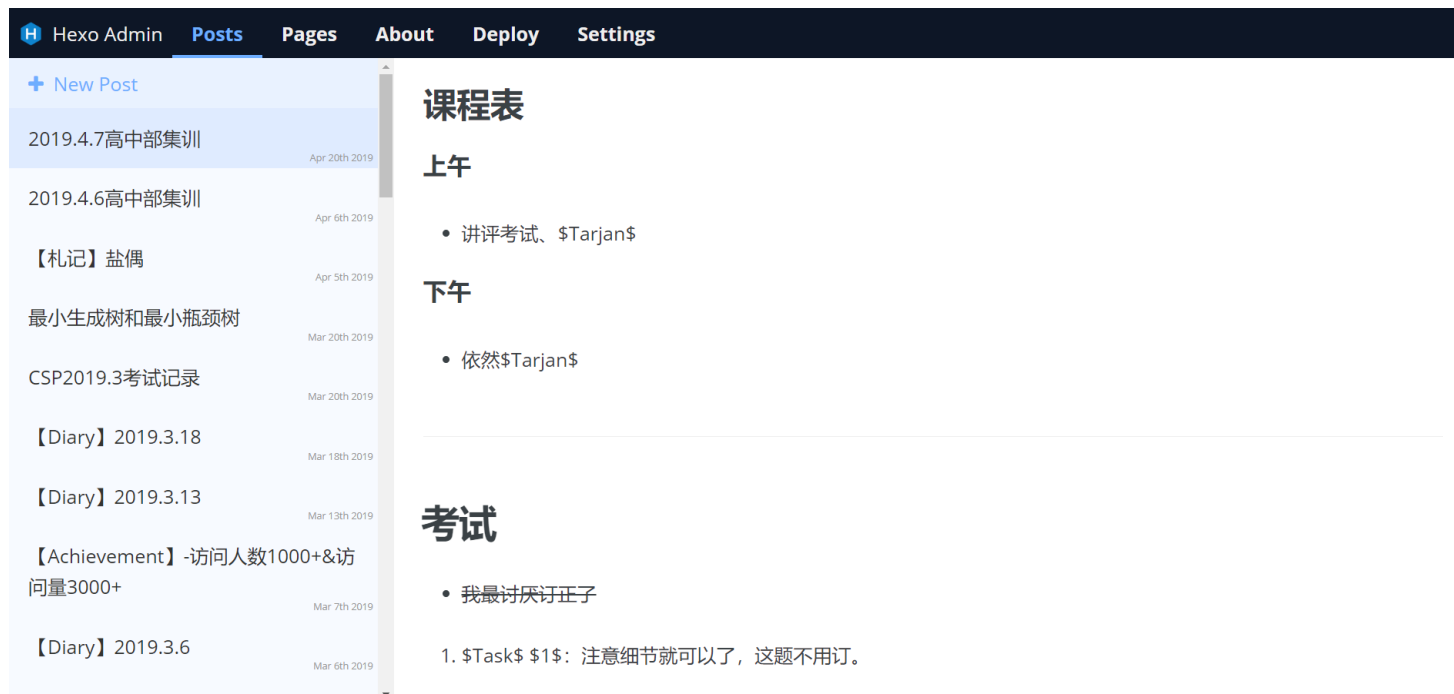 Hexo Admin Posts Pages About Deploy Settings
+ New Post
2019.4.7高中部集训
Apr 20th 2019
2019.4.6高中部集训
Apr 6th 2019
【札记】盐偶
Apr 5th 2019
最小生成树和最小瓶颈树
Mar 20th 2019
CSP2019.3考试记录
Mar 20th 2019
【Diary】2019.3.18
Mar 18th 2019
【Diary】2019.3.13
Mar 13th 2019
【Achievement】-访问人数1000+&访
问量3000+
Mar 7th 2019
【Diary】2019.3.6
Mar 6th 2019
课程表
上午
• 讲评考试、$Tarjan$
下午
• 依然$Tarjan$
考试
• 我最讨厌订正了
1. $Task$ $1$：注意细节就可以了，这题不用订。